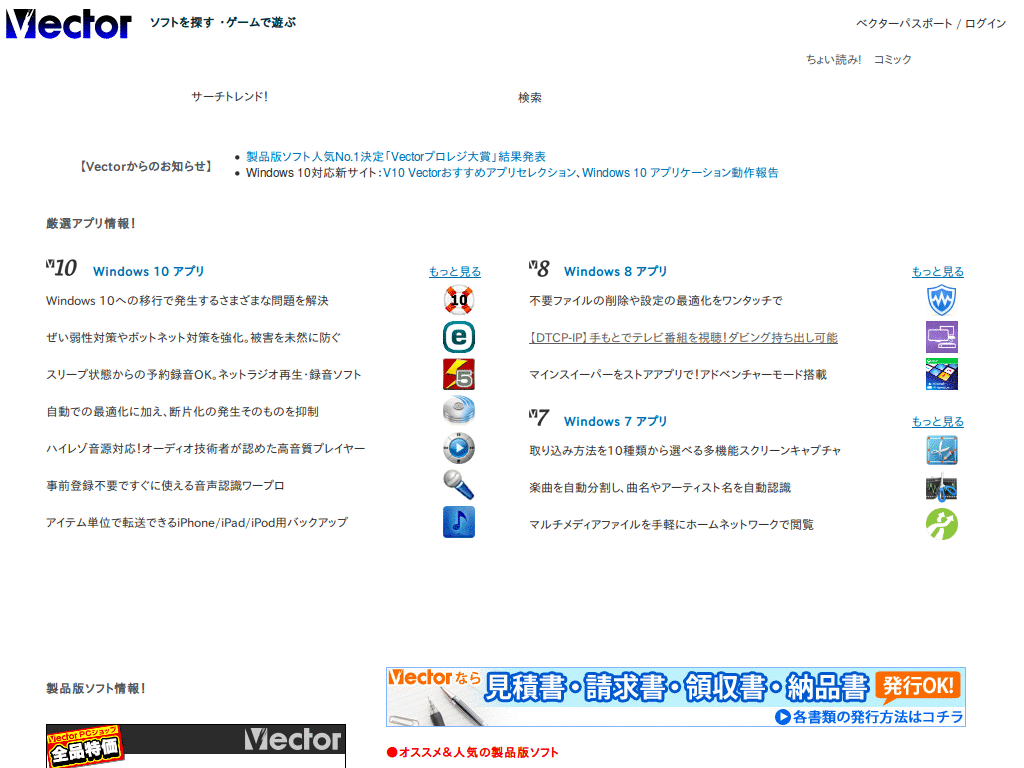 Vector ソフトを探す ・ゲームで遊ぶ
ベクターパスポート / ログイン
ちょい読み! コミック
サーチトレンド!
検索
【Vectorからのお知らせ】
• 製品版ソフト人気No.1決定「Vectorプロレジ大賞」結果発表
• Windows 10対応新サイト：V10 Vectorおすすめアプリセレクション、Windows 10 アプリケーション動作報告
厳選アプリ情報！
V10 Windows 10 アプリ もっと見る
Windows 10への移行で発生するさまざまな問題を解決
10
ぜい弱性対策やボットネット対策を強化。被害を未然に防ぐ
e
スリープ状態からの予約録音OK。ネットラジオ再生・録音ソフト
5
自動での最適化に加え、断片化の発生そのものを抑制
ハイレゾ音源対応！オーディオ技術者が認めた高音質プレイヤー
事前登録不要ですぐに使える音声認識ワープロ
アイテム単位で転送できるiPhone/iPad/iPod用バックアップ
V8 Windows 8 アプリ もっと見る
不要ファイルの削除や設定の最適化をワンタッチで
【DTCP-IP】手もとでテレビ番組を視聴！ダビング持ち出し可能
マインスイーパーをストアアプリで！アドベンチャーモード搭載
V7 Windows 7 アプリ もっと見る
取り込み方法を10種類から選べる多機能スクリーンキャプチャ
楽曲を自動分割し、曲名やアーティスト名を自動認識
マルチメディアファイルを手軽にホームネットワークで閲覧
製品版ソフト情報！
Vector PCショップ
全品特価
Vector
Vectorなら 見積書・請求書・領収書・納品書 発行OK!
各書類の発行方法はコチラ
●オススメ&人気の製品版ソフト